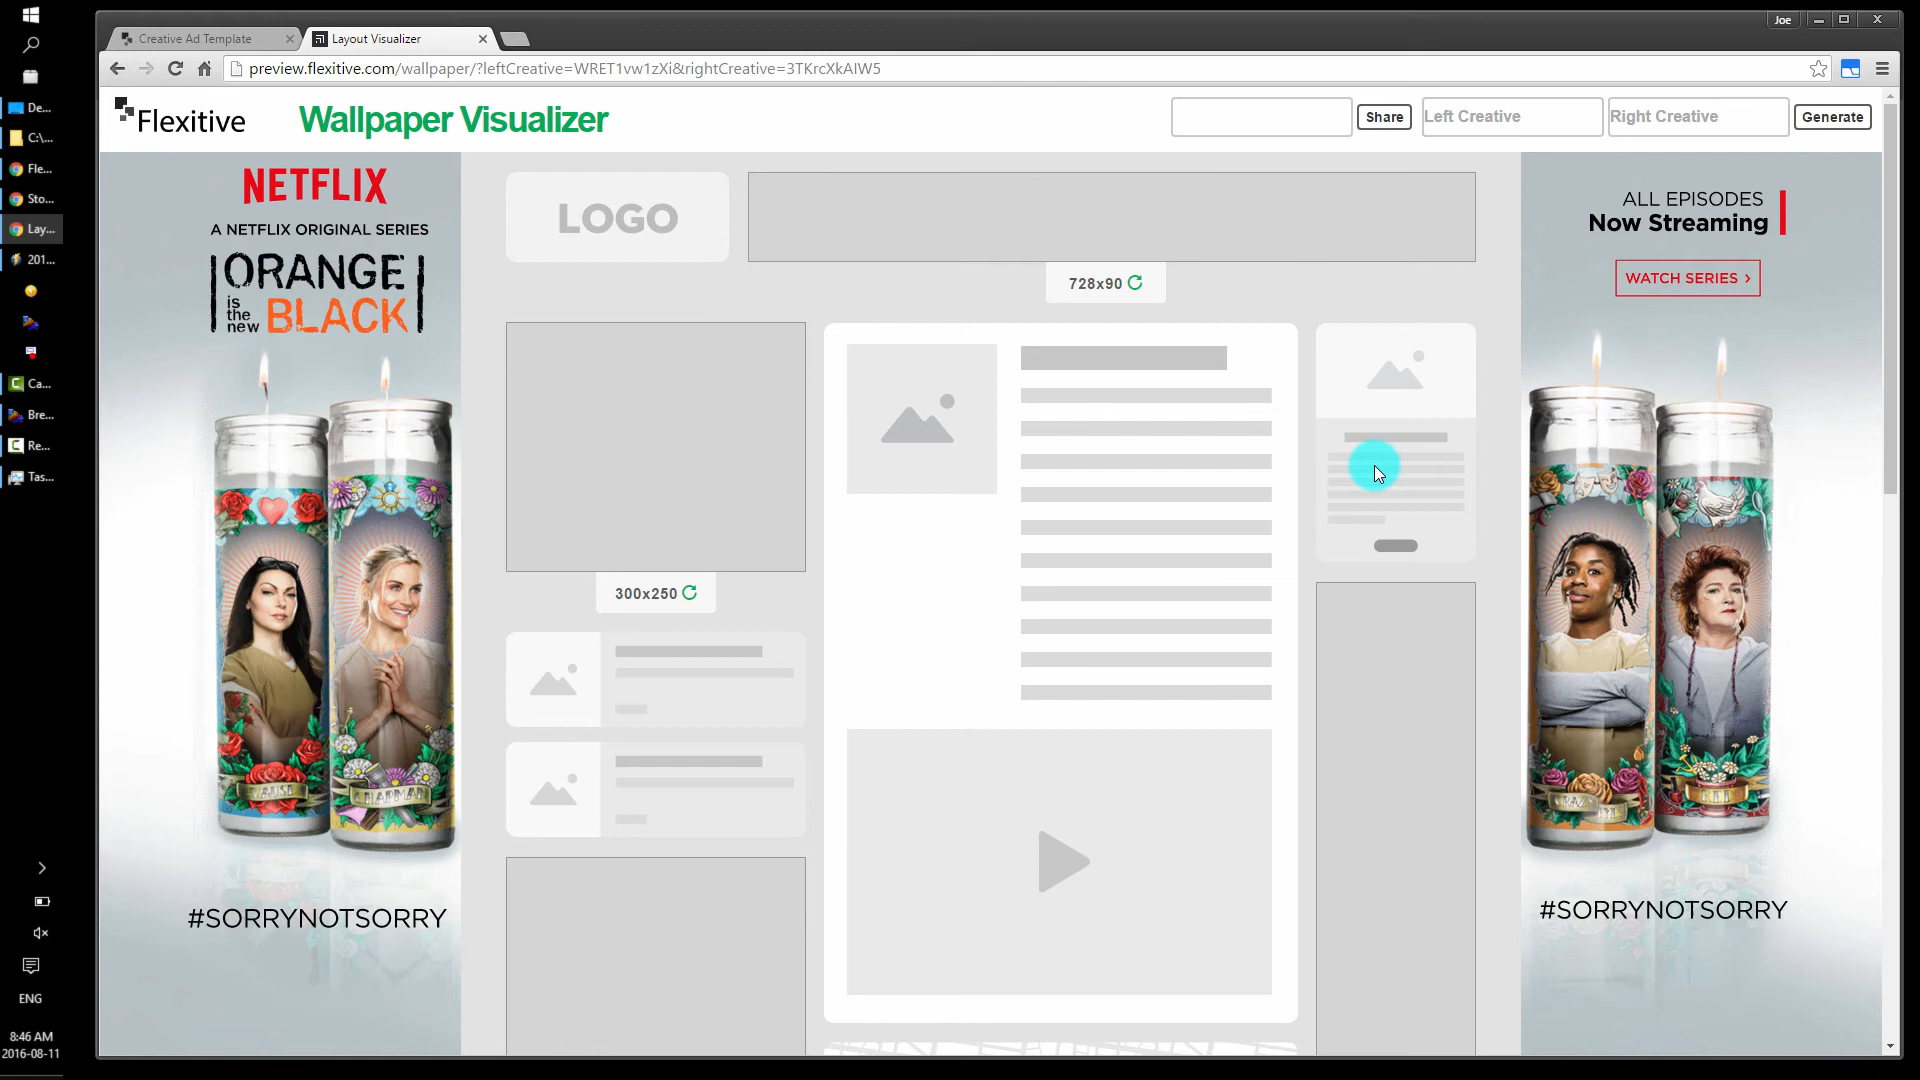 Joe
Creative Ad Template
Layout Visualizer
preview.flexitive.com/wallpaper/?leftCreative=WRET1vw1zXi&rightCreative=3TKrcXkAIW5
Flexitive
Wallpaper Visualizer
Share
Left Creative
Right Creative
Generate
De...
C:\...
Fle...
Sto...
Lay...
201...
Ca...
Bre...
Re...
Tas...
ENG
8:46 AM
2016-08-11
NETFLIX
A NETFLIX ORIGINAL SERIES
ORANGE
is
the
new
BLACK
CHAPMAN
#SORRYNOTSORRY
LOGO
728x90
300x250
ALL EPISODES
Now Streaming
WATCH SERIES >
RED
#SORRYNOTSORRY